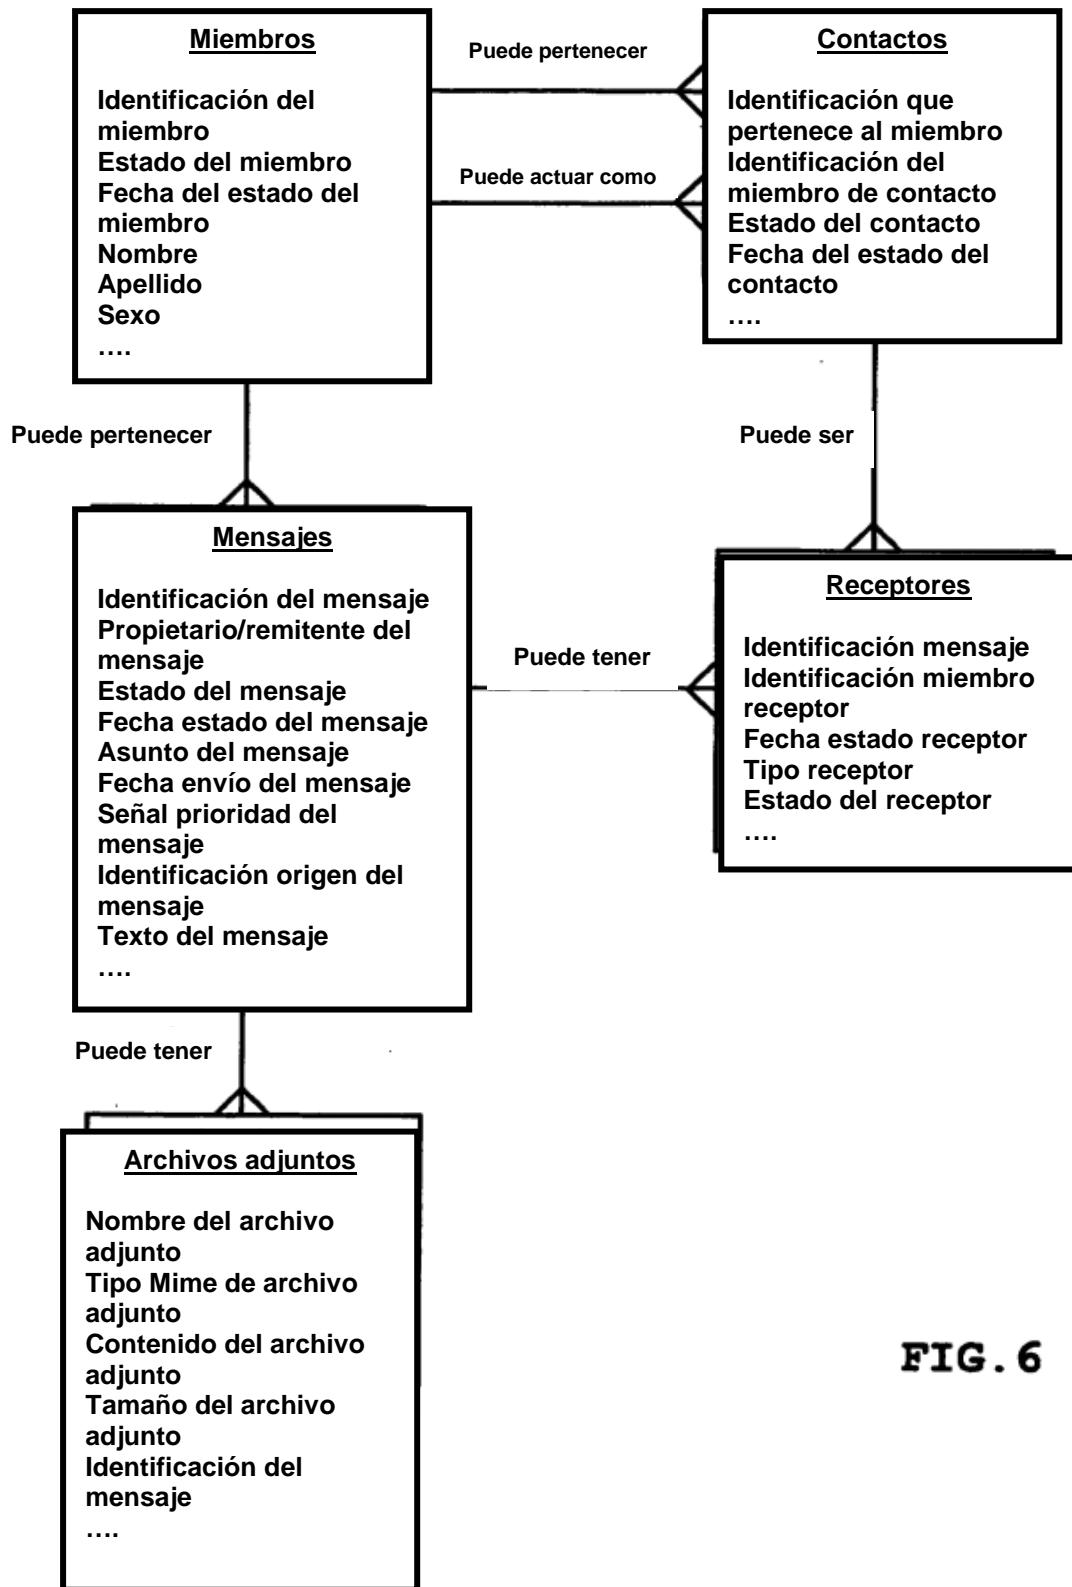 Miembros
Identificación del
miembro
Estado del miembro
Fecha del estado del
miembro
Nombre
Apellido
Sexo
....
Puede pertenecer
Puede actuar como
Contactos
Identificación que
pertenece al miembro
Identificación del
miembro de contacto
Estado del contacto
Fecha del estado del
contacto
....
Puede pertenecer
Puede ser
Mensajes
Identificación del mensaje
Propietario/remitente del
mensaje
Estado del mensaje
Fecha estado del mensaje
Asunto del mensaje
Fecha envío del mensaje
Señal prioridad del
mensaje
Identificación origen del
mensaje
Texto del mensaje
....
Puede tener
Receptores
Identificación mensaje
Identificación miembro
receptor
Fecha estado receptor
Tipo receptor
Estado del receptor
....
Puede tener
Archivos adjuntos
Nombre del archivo
adjunto
Tipo Mime de archivo
adjunto
Contenido del archivo
adjunto
Tamaño del archivo
adjunto
Identificación del
mensaje
....
FIG. 6